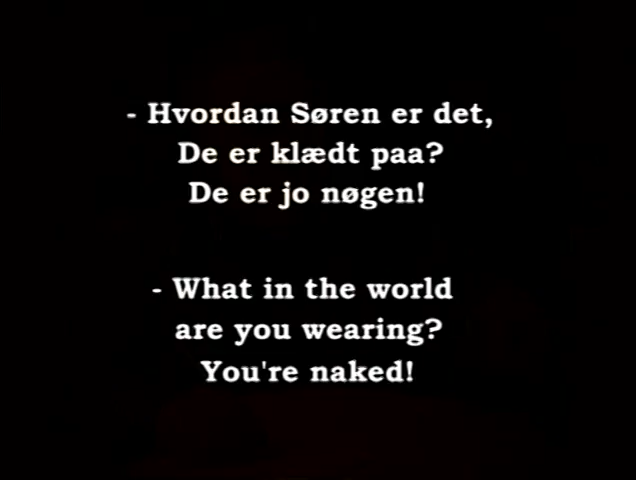 - Hvordan Søren er det,
De er klædt paa?
De er jo nøgen!
- What in the world
are you wearing?
You're naked!